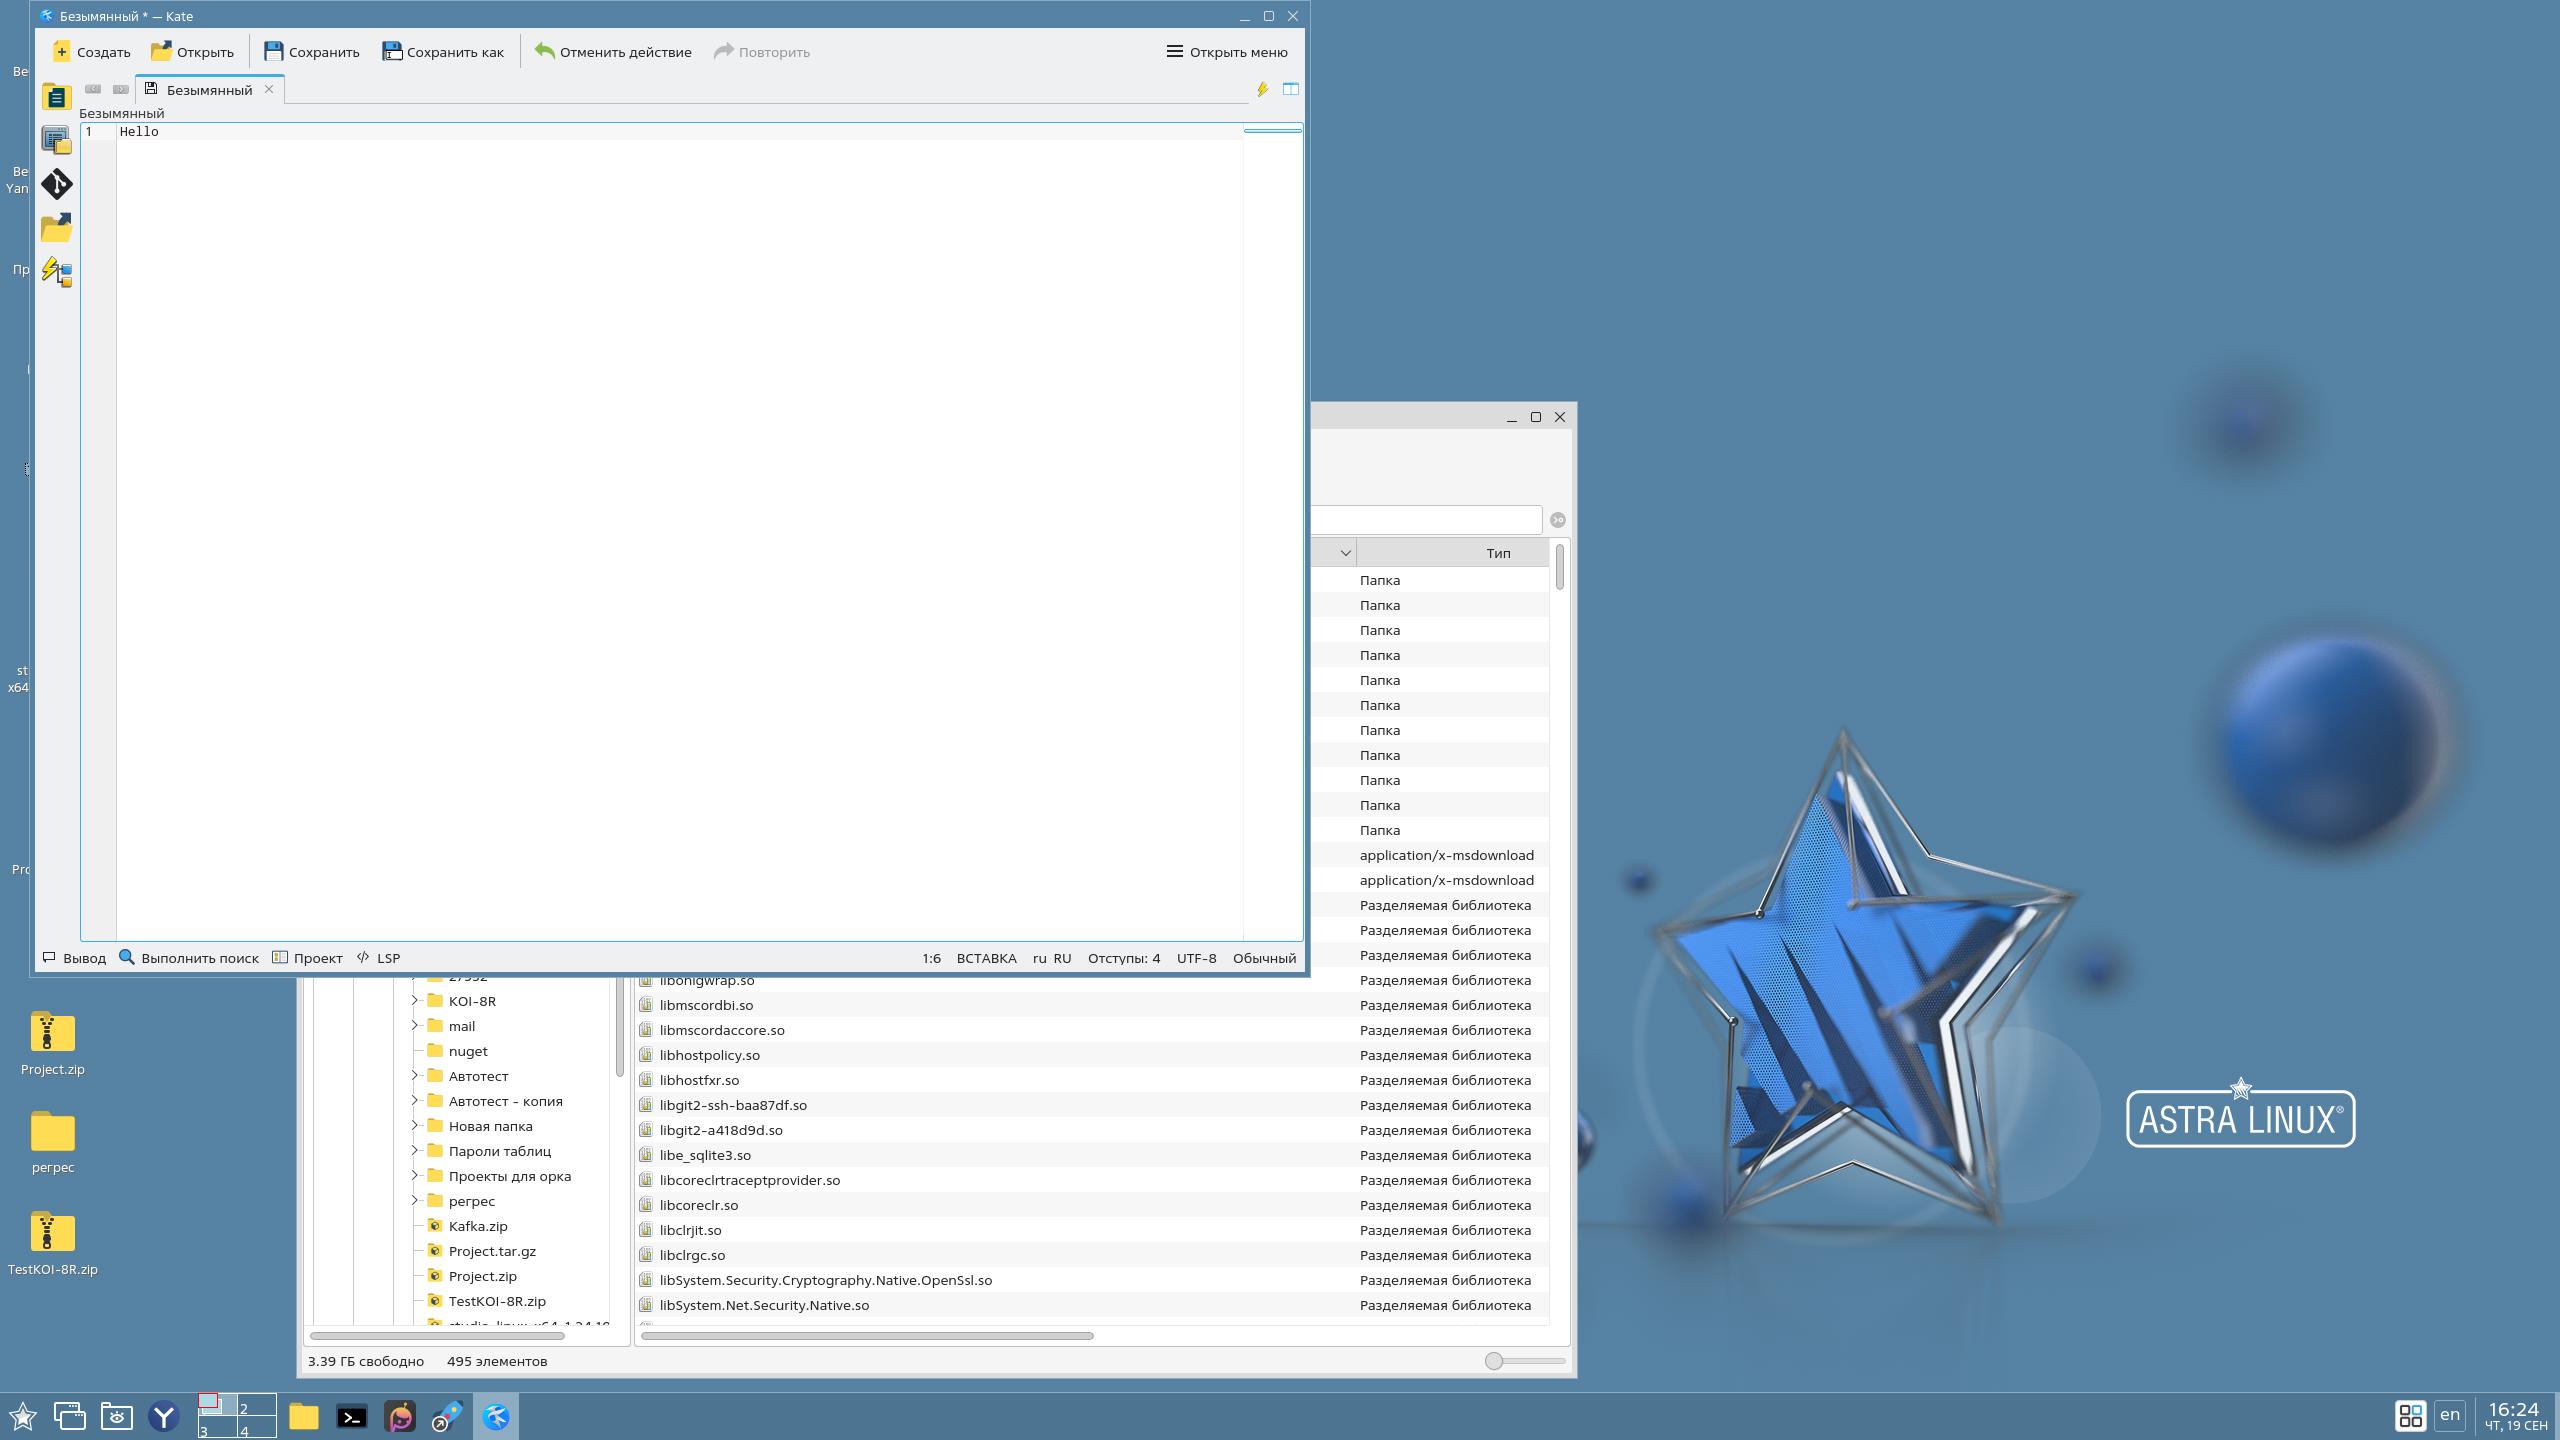 Безымянный * — Kate
Создать Открыть Сохранить Сохранить как Отменить действие Повторить Открыть меню
Безымянный
Безымянный
1 Hello
Вывод Выполнить поиск Проект LSP 1:6 ВСТАВКА ru_RU Отступы: 4 UTF-8 Обычный
Тип
Папка
Папка
Папка
Папка
Папка
Папка
Папка
Папка
Папка
Папка
Папка
application/x-msdownload
application/x-msdownload
Разделяемая библиотека
Разделяемая библиотека
Разделяемая библиотека
Разделяемая библиотека
KOI-8R libmscordbi.so Разделяемая библиотека
mail libmscordaccore.so Разделяемая библиотека
nuget libhostpolicy.so Разделяемая библиотека
Автотест libhostfxr.so Разделяемая библиотека
Автотест - копия libgit2-ssh-baa87df.so Разделяемая библиотека
Новая папка libgit2-a418d9d.so Разделяемая библиотека
Пароли таблиц libe_sqlite3.so Разделяемая библиотека
Проекты для орка libcoreclrtraceptprovider.so Разделяемая библиотека
регрес libcoreclr.so Разделяемая библиотека
Kafka.zip libclrjit.so Разделяемая библиотека
Project.tar.gz libclrgc.so Разделяемая библиотека
Project.zip libSystem.Security.Cryptography.Native.OpenSsl.so Разделяемая библиотека
TestKOI-8R.zip libSystem.Net.Security.Native.so Разделяемая библиотека
3.39 ГБ свободно 495 элементов
Be
Be
Yan
Пр
st
x64
Pro
Project.zip
регрес
TestKOI-8R.zip
ASTRA LINUX®
2
3 4
en
16:24
ЧТ, 19 СЕН